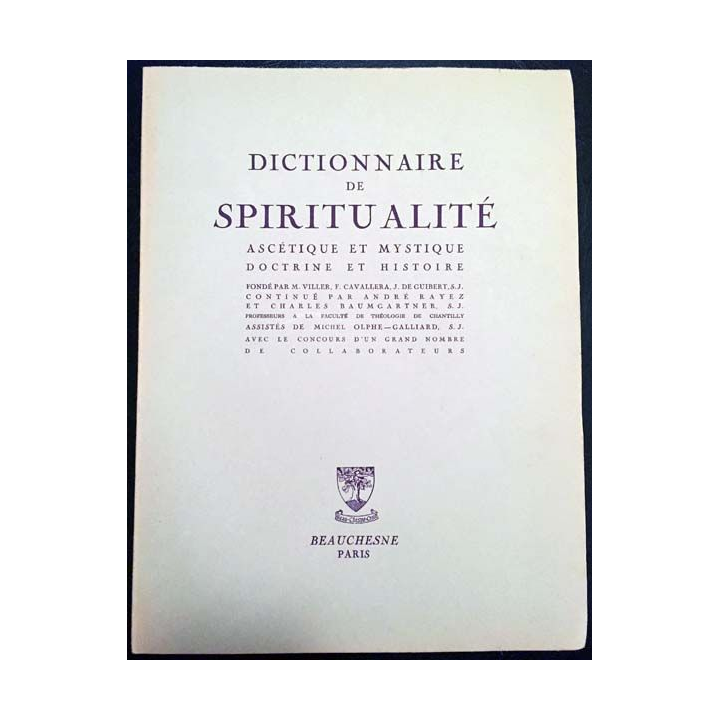 DICTIONNAIRE
DE
SPIRITUALITÉ
ASCÉTIQUE ET MYSTIQUE
DOCTRINE ET HISTOIRE
FONDÉ PAR M. VILLER, F. CAVALLERA, J. DE GUIBERT, S.J.
CONTINUÉ PAR ANDRÉ RAYEZ
ET CHARLES BAUMGARTNER, S.J.
PROFESSEURS A LA FACULTÉ DE THÉOLOGIE DE CHANTILLY
ASSISTÉS DE MICHEL OLPHE—GALLIARD, S.J.
AVEC LE CONCOURS D'UN GRAND NOMBRE
DE COLLABORATEURS
BEAUCHESNE
PARIS